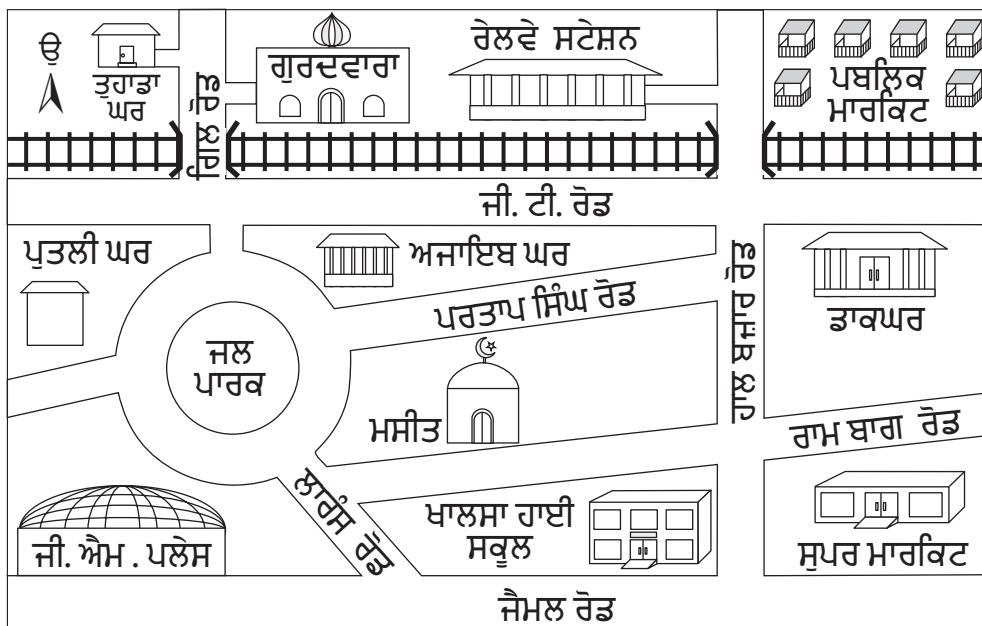 ੳ
ਤੁਹਾਡਾ
ਘਰ
ਗਿਲ ਰੋਡ
ਗੁਰਦਵਾਰਾ
ਰੇਲਵੇ ਸਟੇਸ਼ਨ
ਪਬਲਿਕ
ਮਾਰਕਿਟ
ਜੀ. ਟੀ. ਰੋਡ
ਪੁਤਲੀ ਘਰ
ਅਜਾਇਬ ਘਰ
ਪਰਤਾਪ ਸਿੰਘ ਰੋਡ
ਹਾਲ ਬਜ਼ਾਰ ਰੋਡ
ਡਾਕਘਰ
ਜਲ
ਪਾਰਕ
ਮਸੀਤ
ਰਾਮ ਬਾਗ ਰੋਡ
ਲਾਰੰਸ ਰੋਡ
ਜੀ. ਐਮ . ਪਲੇਸ
ਖਾਲਸਾ ਹਾਈ
ਸਕੂਲ
ਸੁਪਰ ਮਾਰਕਿਟ
ਜੈਮਲ ਰੋਡ